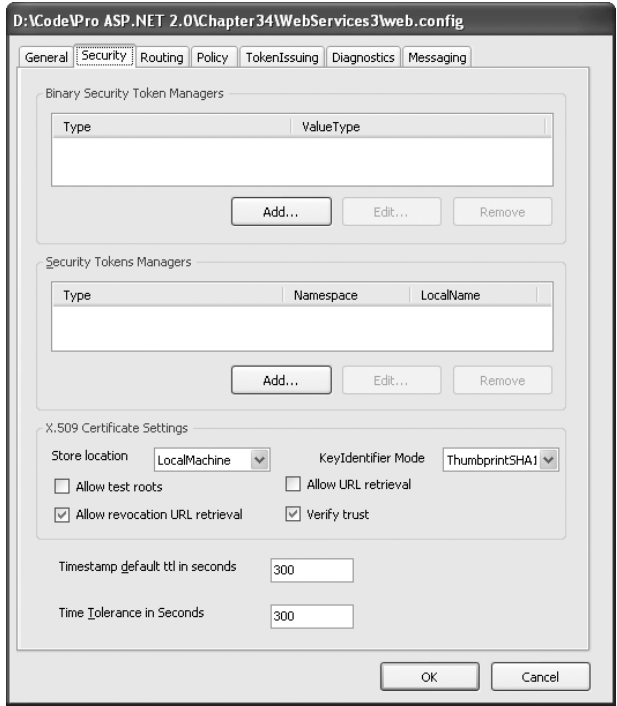 D:\Code\Pro ASP.NET 2.0\Chapter34\WebServices3\web.config
General Security Routing Policy TokenIssuing Diagnostics Messaging
Binary Security Token Managers
Type ValueType
Add... Edit... Remove
Security Tokens Managers
Type Namespace LocalName
Add... Edit... Remove
X.509 Certificate Settings
Store location LocalMachine KeyIdentifier Mode ThumbprintSHA1
Allow test roots Allow URL retrieval
Allow revocation URL retrieval Verify trust
Timestamp default ttl in seconds 300
Time Tolerance in Seconds 300
OK Cancel